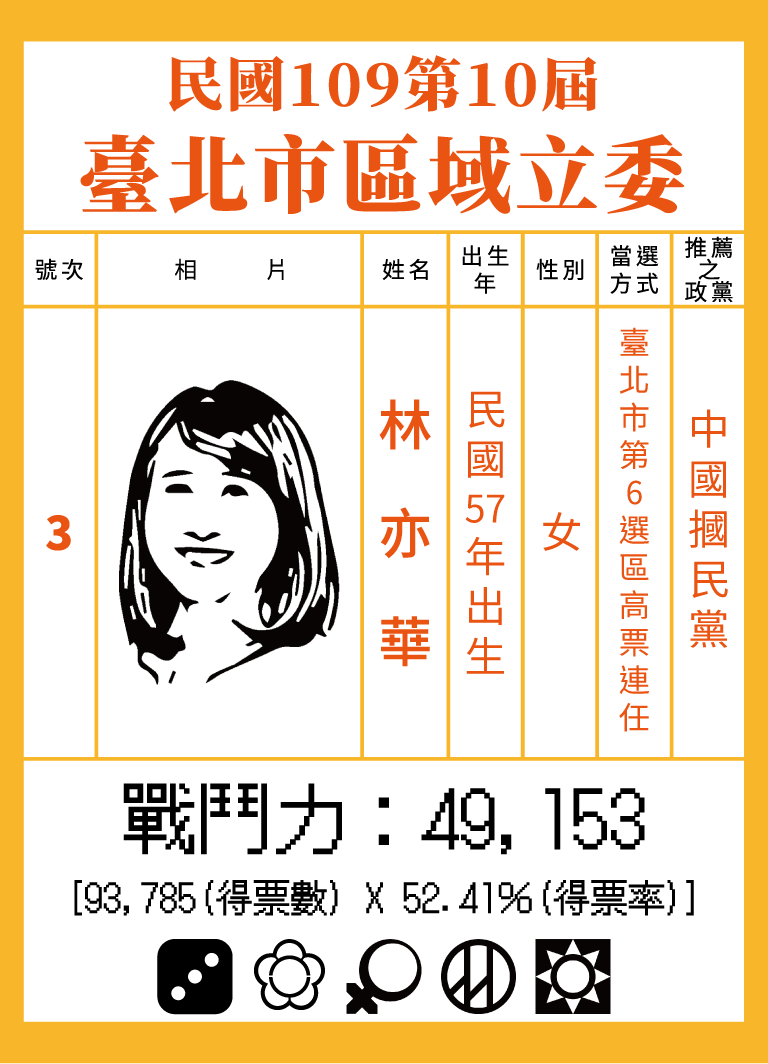 民國109第10屆
臺北市區域立委
號次
相片
姓名
出生
年
性別
當選
方式
推薦
之
政黨
3
林亦華
民國57年出生
女
臺北市第6選區高票連任
中國摑民黨
戰鬥力：49,153
[93,785(得票數) X 52.41%(得票率)]